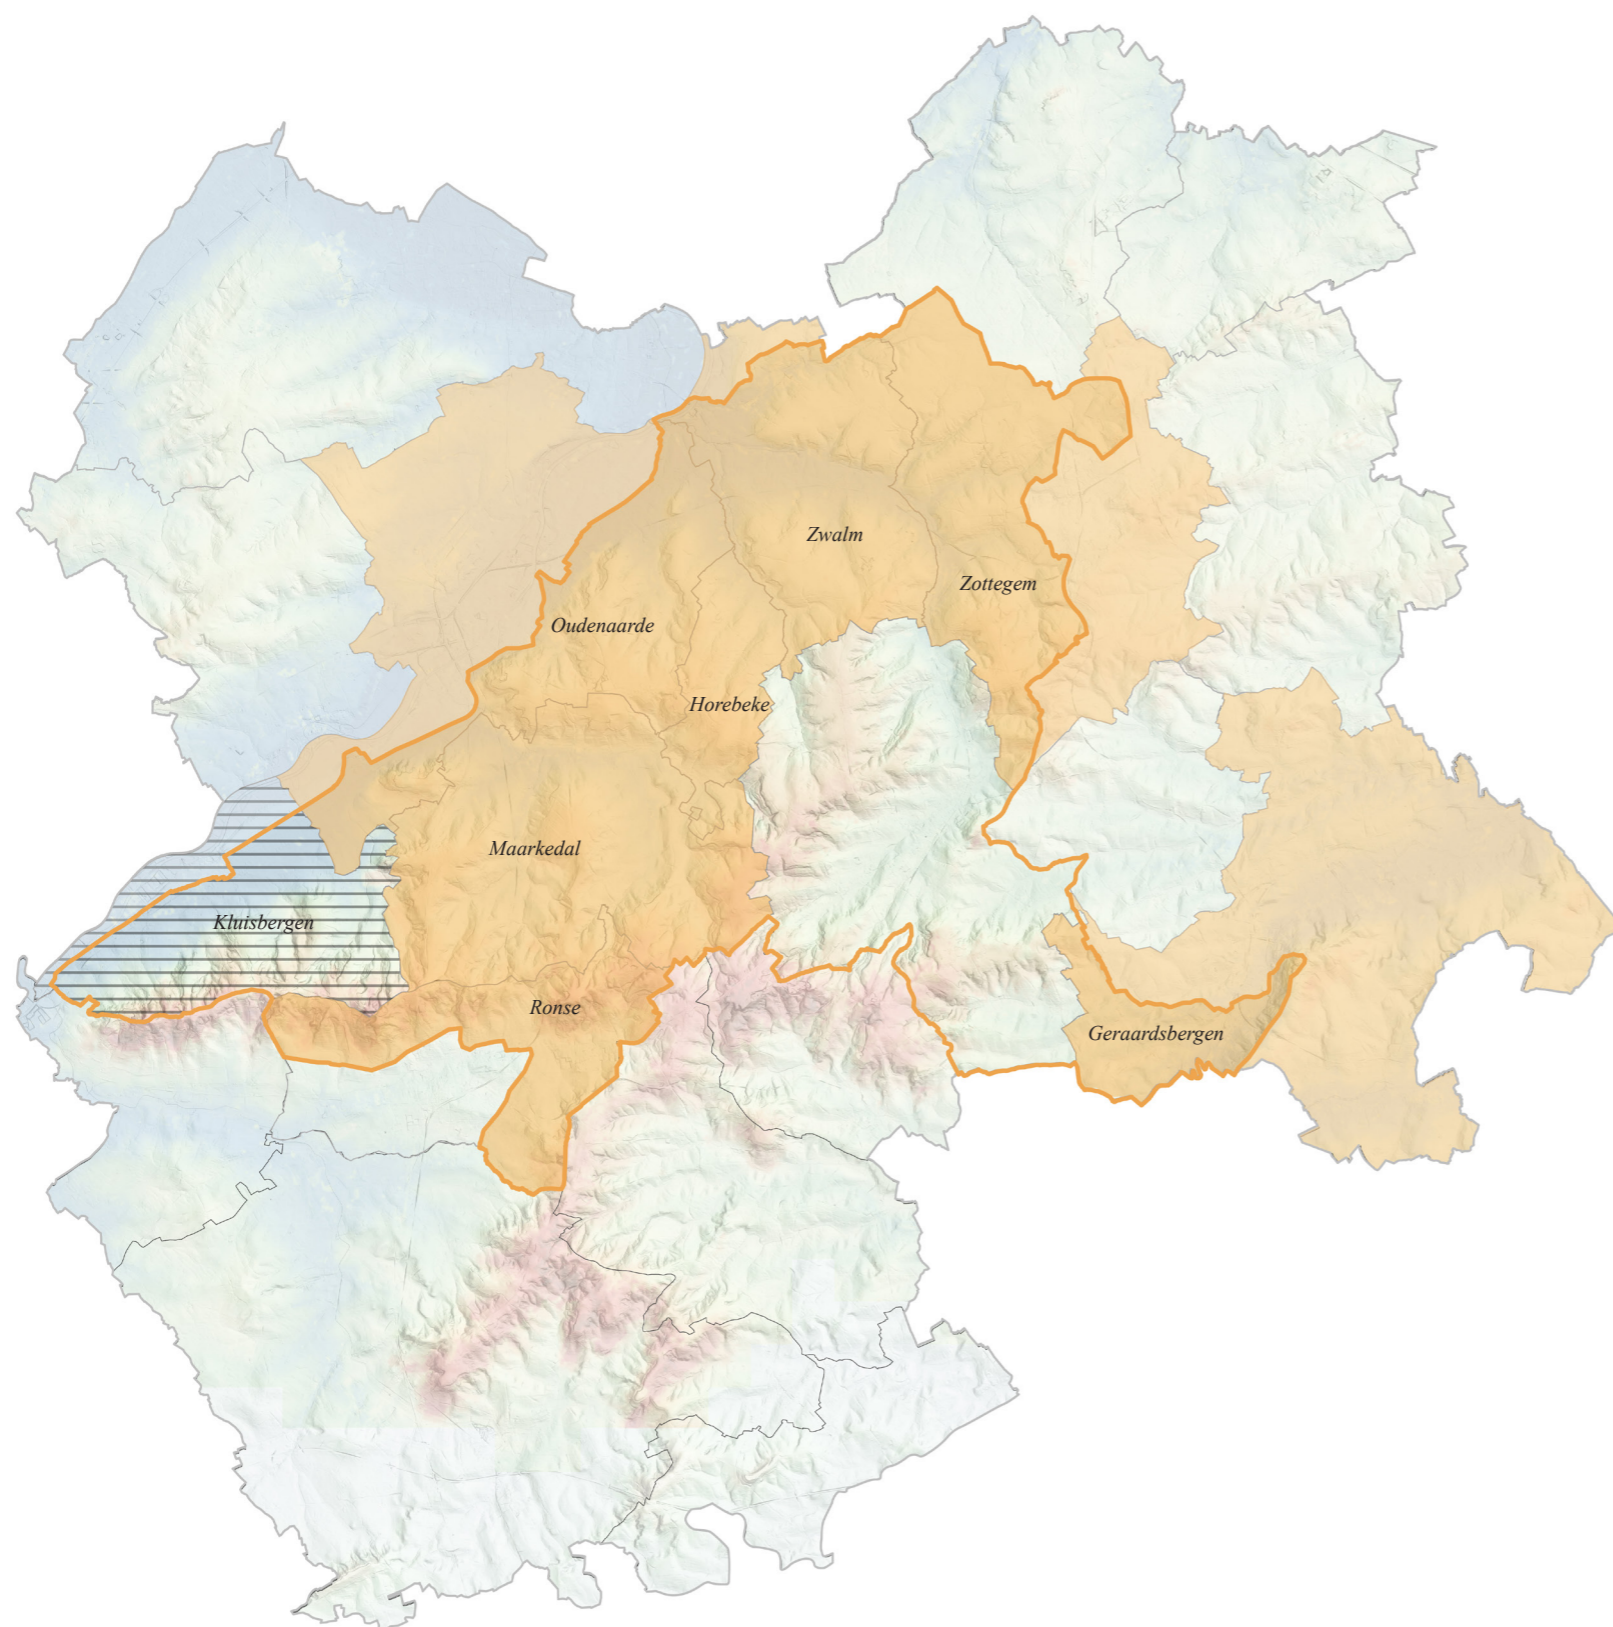 Zwalm
Zottegem
Oudenaarde
Horebeke
Maarkedal
Kluisbergen
Ronse
Geraardsbergen